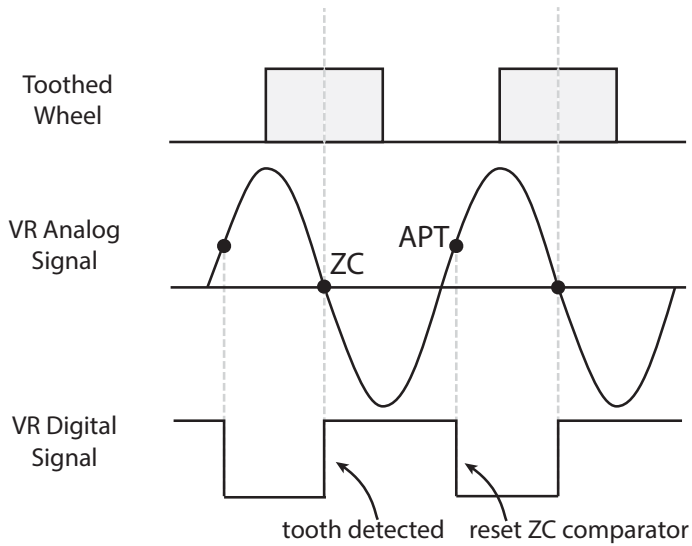 Toothed
Wheel
VR Analog
Signal
ZC
APT
VR Digital
Signal
tooth detected
reset ZC comparator